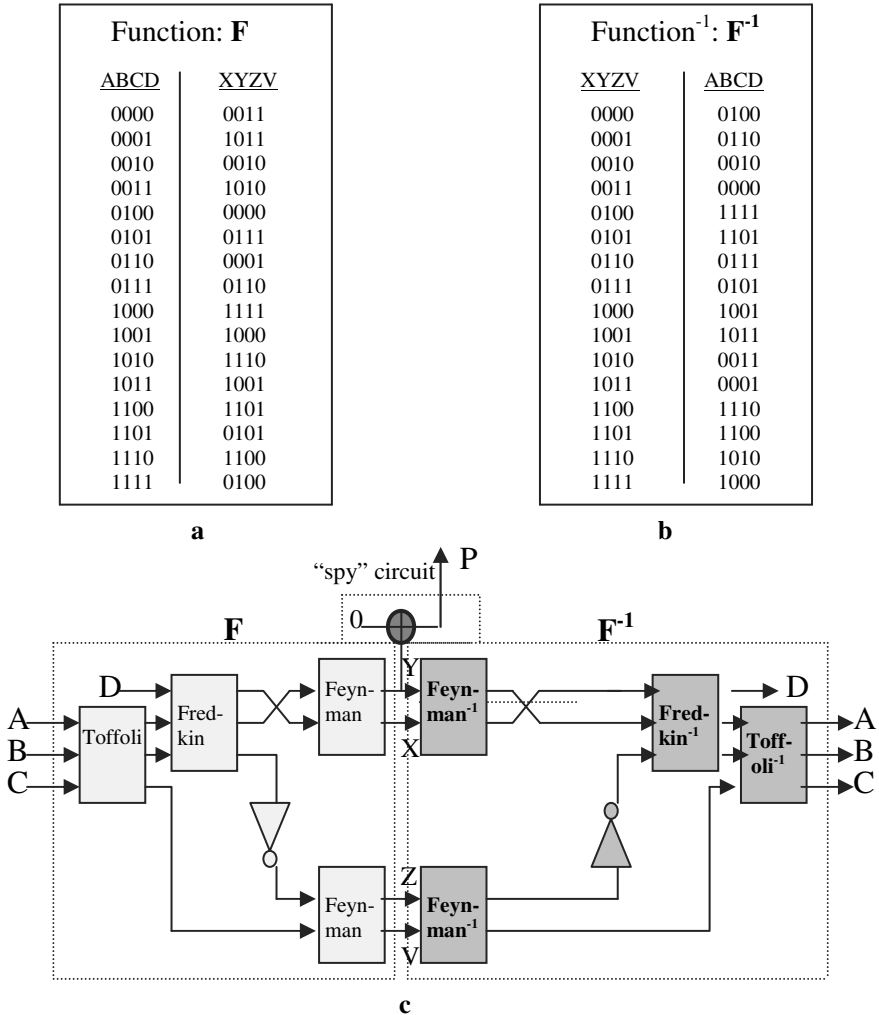 Function: F
ABCD XYZV
0000 0011
0001 1011
0010 0010
0011 1010
0100 0000
0101 0111
0110 0001
0111 0110
1000 1111
1001 1000
1010 1110
1011 1001
1100 1101
1101 0101
1110 1100
1111 0100
a
Function-1: F-1
XYZV ABCD
0000 0100
0001 0110
0010 0010
0011 0000
0100 1111
0101 1101
0110 0111
0111 0101
1000 1001
1001 1011
1010 0011
1011 0001
1100 1110
1101 1100
1110 1010
1111 1000
b
"spy" circuit
P
0
F
F-1
D
A
B
C
Toffoli
Fred-
kin
Feyn-
man
Y
X
Feyn-
man-1
Fred-
kin-1
D
Toff-
oli-1
A
B
C
Feyn-
man
Z
V
Feyn-
man-1
c